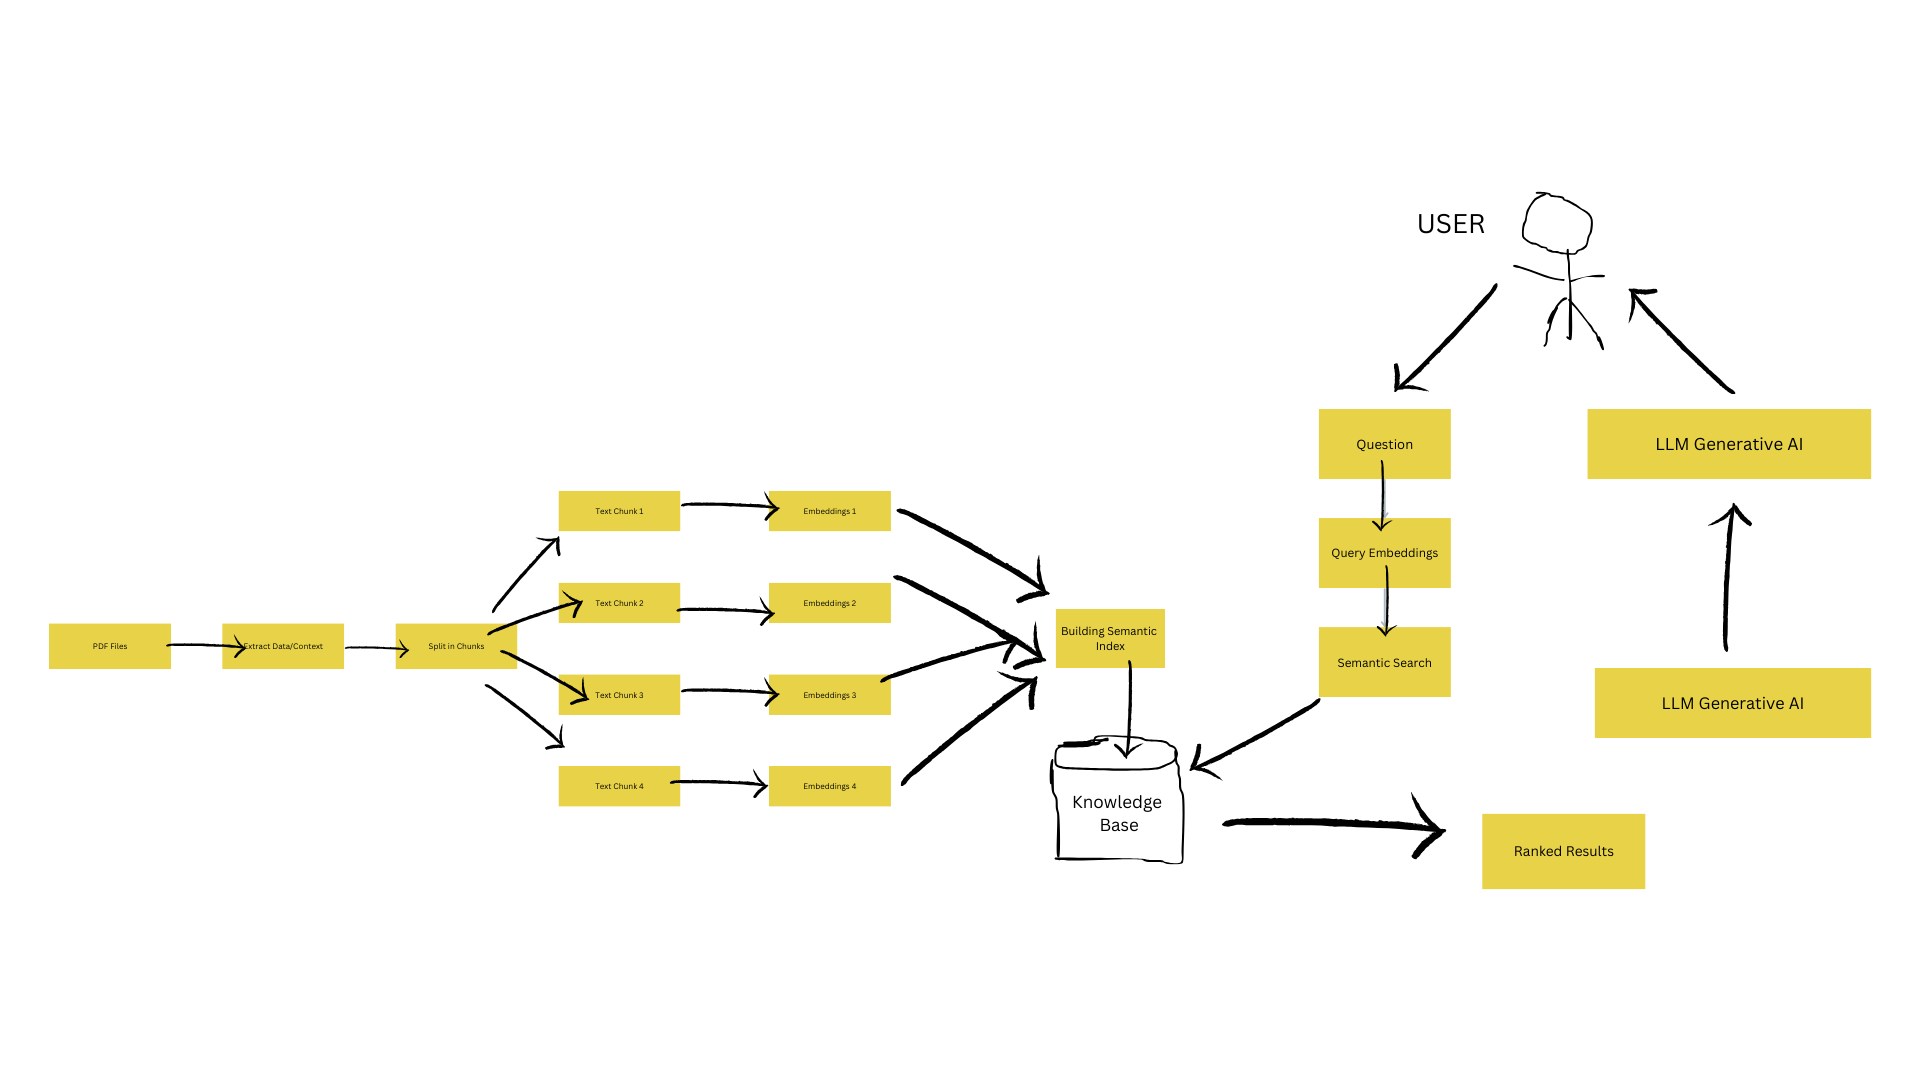 USER
Question
LLM Generative AI
Text Chunk 1
Embeddings 1
Query Embeddings
Text Chunk 2
Embeddings 2
Building Semantic
Index
PDF Files
Extract Data/Context
Split in Chunks
Semantic Search
Text Chunk 3
Embeddings 3
LLM Generative AI
Text Chunk 4
Embeddings 4
Knowledge
Base
Ranked Results